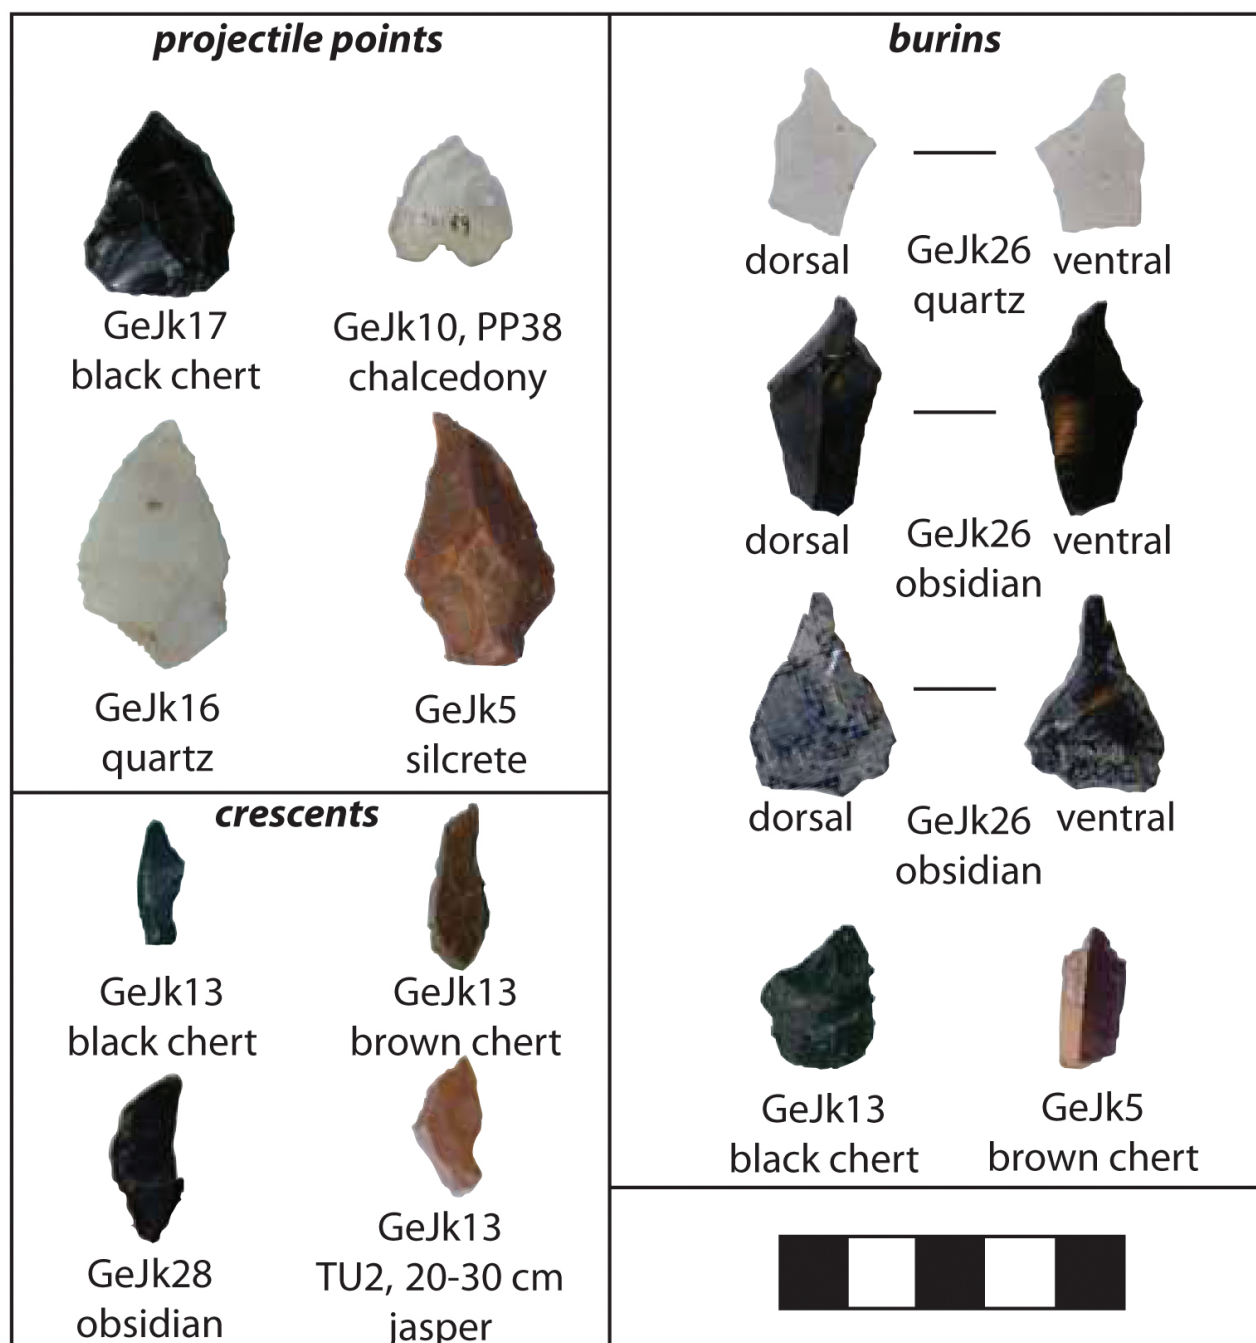 projectile points
GeJk17
black chert
GeJk10, PP38
chalcedony
GeJk16
quartz
GeJk5
silcrete
crescents
GeJk13
black chert
GeJk13
brown chert
GeJk28
obsidian
GeJk13
TU2, 20-30 cm
jasper
burins
dorsal
GeJk26
quartz
ventral
dorsal
GeJk26
obsidian
ventral
dorsal
GeJk26
obsidian
ventral
GeJk13
black chert
GeJk5
brown chert